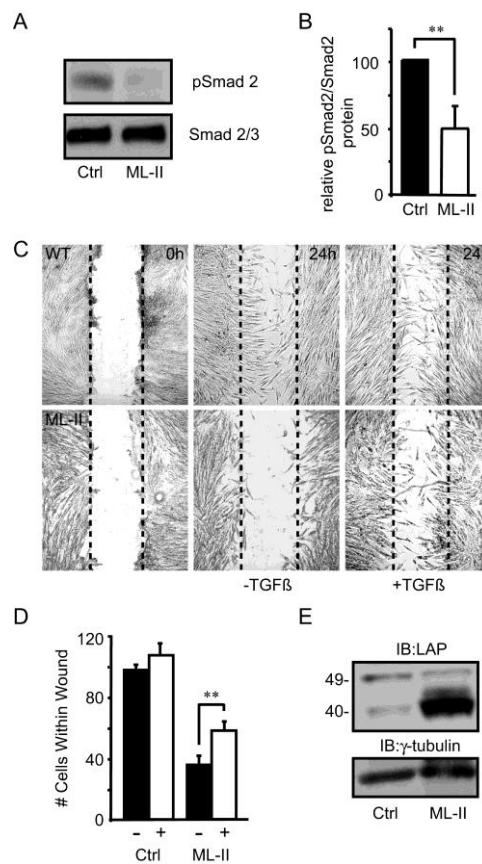 A
pSmad 2
Smad 2/3
Ctrl ML-II
B
**
relative pSmad2/Smad2
protein
100
50
0
Ctrl ML-II
C
WT 0h 24h 24
ML-II
-TGFß +TGFß
D
# Cells Within Wound
120
80
40
0
**
- + - +
Ctrl ML-II
E
IB:LAP
49-
40-
IB:γ-tubulin
Ctrl ML-II